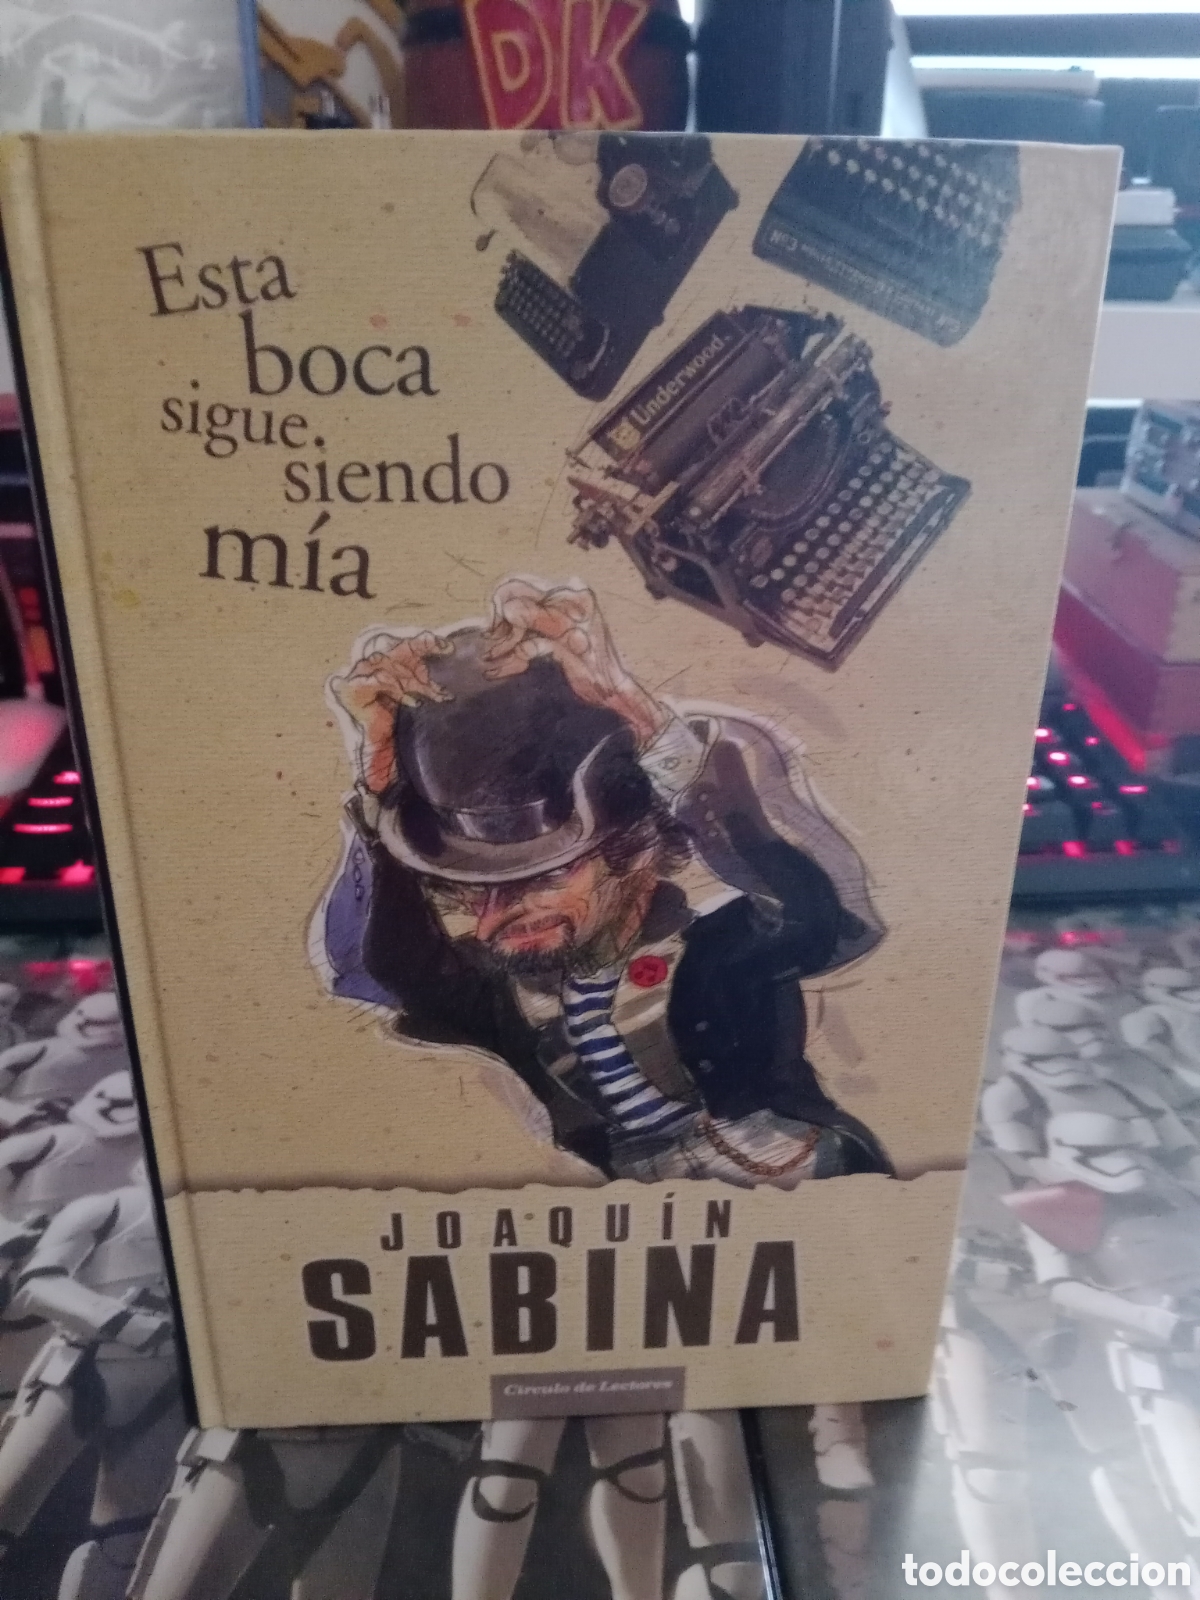 DK
Esta
boca
sigue
siendo
mía
Underwood
JOAQUÍN
SABINA
Círculo de Lectores
todocoleccion